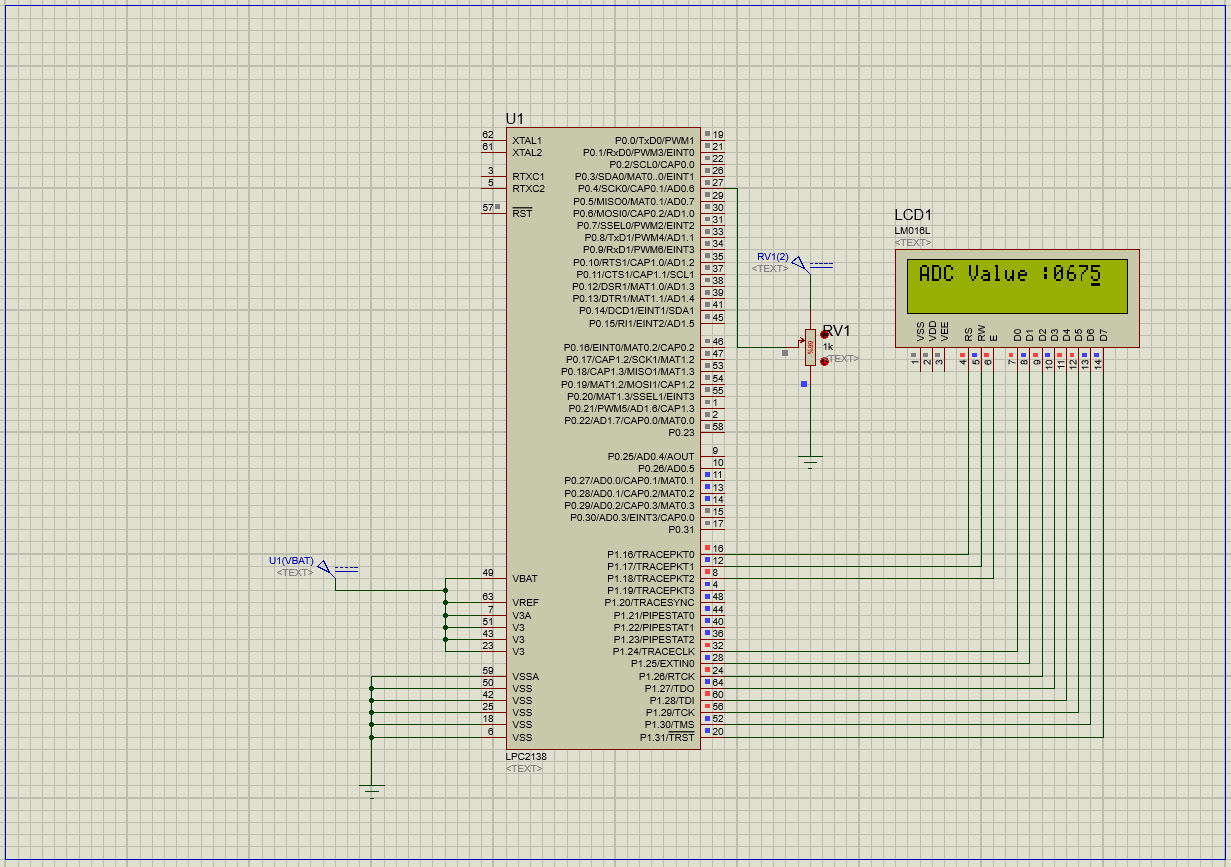 U1
62 XTAL1
61 XTAL2
3 RTXC1
5 RTXC2
57 RST
P0.0/TxD0/PWM1 19
P0.1/RxD0/PWM3/EINT0 21
P0.2/SCL0/CAP0.0 22
P0.3/SDA0/MAT0..0/EINT1 26
P0.4/SCK0/CAP0.1/AD0.6 27
P0.5/MISO0/MAT0.1/AD0.7 29
P0.6/MOSI0/CAP0.2/AD1.0 30
P0.7/SSEL0/PWM2/EINT2 31
P0.8/TxD1/PWM4/AD1.1 33
P0.9/RxD1/PWM6/EINT3 34
P0.10/RTS1/CAP1.0/AD1.2 35
P0.11/CTS1/CAP1.1/SCL1 37
P0.12/DSR1/MAT1.0/AD1.3 38
P0.13/DTR1/MAT1.1/AD1.4 39
P0.14/DCD1/EINT1/SDA1 41
P0.15/RI1/EINT2/AD1.5 45
P0.16/EINT0/MAT0.2/CAP0.2 46
P0.17/CAP1.2/SCK1/MAT1.2 47
P0.18/CAP1.3/MISO1/MAT1.3 53
P0.19/MAT1.2/MOSI1/CAP1.2 54
P0.20/MAT1.3/SSEL1/EINT3 55
P0.21/PWM5/AD1.6/CAP1.3 1
P0.22/AD1.7/CAP0.0/MAT0.0 2
P0.23 58
P0.25/AD0.4/AOUT 9
P0.26/AD0.5 10
P0.27/AD0.0/CAP0.1/MAT0.1 11
P0.28/AD0.1/CAP0.2/MAT0.2 13
P0.29/AD0.2/CAP0.3/MAT0.3 14
P0.30/AD0.3/EINT3/CAP0.0 15
P0.31 17
P1.16/TRACEPKT0 16
P1.17/TRACEPKT1 12
P1.18/TRACEPKT2 8
P1.19/TRACEPKT3 4
P1.20/TRACESYNC 48
P1.21/PIPESTAT0 44
P1.22/PIPESTAT1 40
P1.23/PIPESTAT2 36
P1.24/TRACECLK 32
P1.25/EXTIN0 28
P1.26/RTCK 24
P1.27/TDO 64
P1.28/TDI 60
P1.29/TCK 56
P1.30/TMS 52
P1.31/TRST 20
U1(VBAT)
<TEXT>
49 VBAT
63 VREF
7 V3A
51 V3
43 V3
23 V3
59 VSSA
50 VSS
42 VSS
25 VSS
18 VSS
6 VSS
LPC2138
<TEXT>
RV1(2)
<TEXT>
RV1
1k
<TEXT>
LCD1
LM016L
<TEXT>
ADC Value :0675
VSS VDD VEE RS RW E D0 D1 D2 D3 D4 D5 D6 D7
1 2 3 4 5 6 7 8 9 10 11 12 13 14